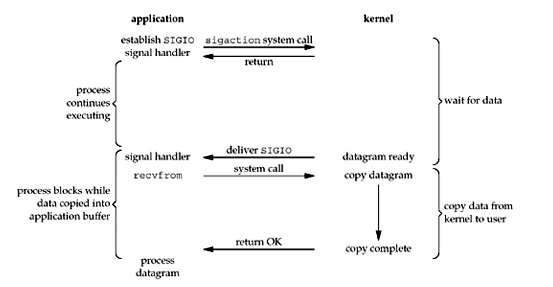 application
kernel
establish SIGIO
signal handler
sigaction system call
return
process
continues
executing
wait for data
deliver SIGIO
signal handler
datagram ready
recvfrom
system call
copy datagram
process blocks while
data copied into
application buffer
copy data from
kernel to user
return OK
copy complete
process
datagram